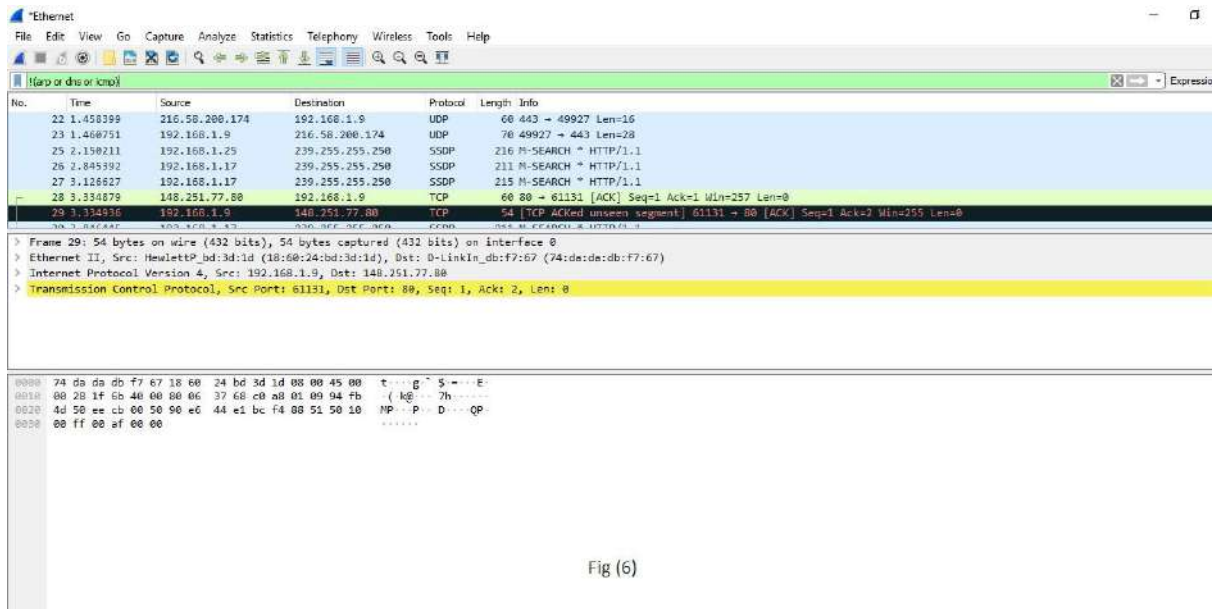 *Ethernet
File Edit View Go Capture Analyze Statistics Telephony Wireless Tools Help
!(arp or dns or icmp) Expressio
No. Time Source Destination Protocol Length Info
22 1.458399 216.58.200.174 192.168.1.9 UDP 60 443 → 49927 Len=16
23 1.460751 192.168.1.9 216.58.200.174 UDP 70 49927 → 443 Len=28
25 2.150211 192.168.1.25 239.255.255.250 SSDP 216 M-SEARCH * HTTP/1.1
26 2.845392 192.168.1.17 239.255.255.250 SSDP 211 M-SEARCH * HTTP/1.1
27 3.126627 192.168.1.17 239.255.255.250 SSDP 215 M-SEARCH * HTTP/1.1
28 3.334879 148.251.77.80 192.168.1.9 TCP 60 80 → 61131 [ACK] Seq=1 Ack=1 Win=257 Len=0
29 3.334936 192.168.1.9 148.251.77.80 TCP 54 [TCP ACKed unseen segment] 61131 → 80 [ACK] Seq=1 Ack=2 Win=255 Len=0
> Frame 29: 54 bytes on wire (432 bits), 54 bytes captured (432 bits) on interface 0
> Ethernet II, Src: HewlettP_bd:3d:1d (18:60:24:bd:3d:1d), Dst: D-LinkIn_db:f7:67 (74:da:da:db:f7:67)
> Internet Protocol Version 4, Src: 192.168.1.9, Dst: 148.251.77.80
> Transmission Control Protocol, Src Port: 61131, Dst Port: 80, Seq: 1, Ack: 2, Len: 0
0000 74 da da db f7 67 18 60 24 bd 3d 1d 08 00 45 00 t····g·` $·=···E·
0010 00 28 1f 6b 40 00 80 06 37 68 c0 a8 01 09 94 fb ·(·k@··· 7h······
0020 4d 50 ee cb 00 50 90 e6 44 e1 bc f4 88 51 50 10 MP···P·· D····QP·
0030 00 ff 00 af 00 00 ······
Fig (6)